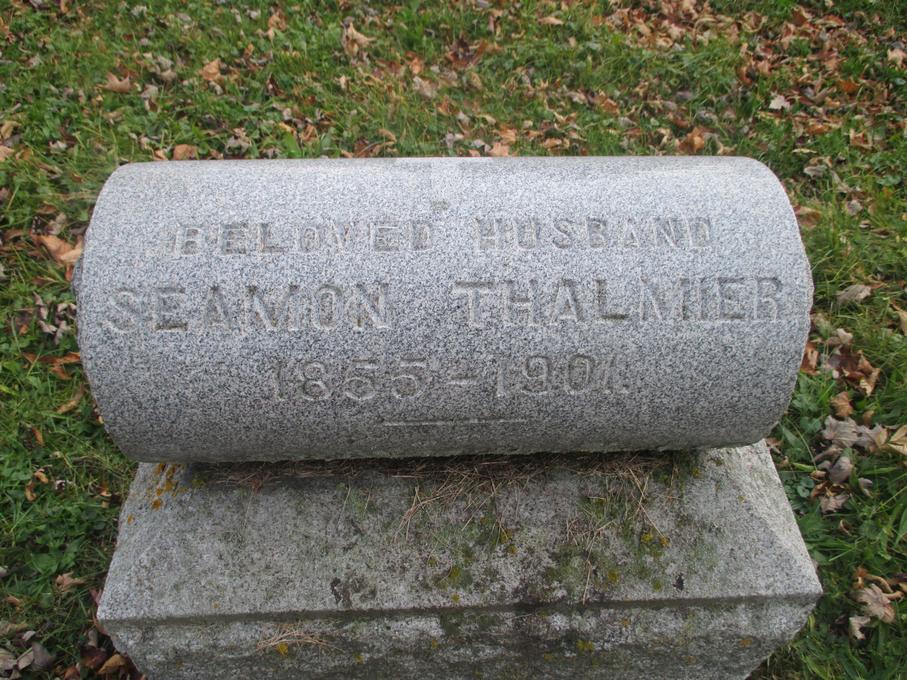 BELOVED HUSBAND
SEAMON THALMIER
1855-1901